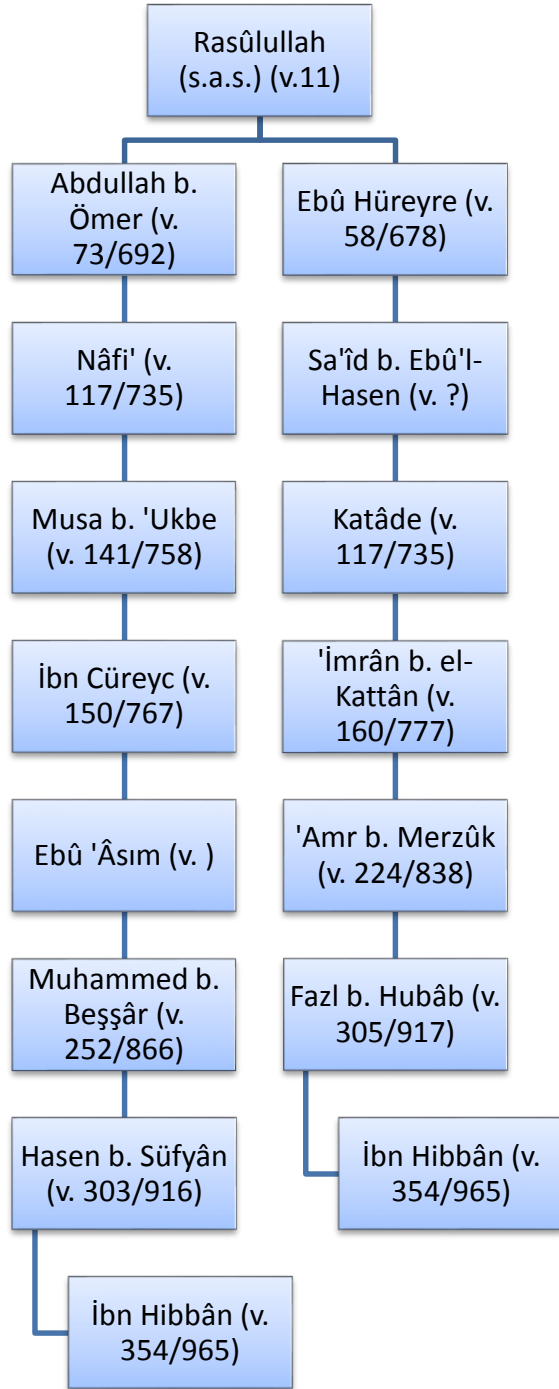 Rasûlullah
(s.a.s.) (v.11)
Abdullah b.
Ömer (v.
73/692)
Nâfi' (v.
117/735)
Musa b. 'Ukbe
(v. 141/758)
İbn Cüreyc (v.
150/767)
Ebû 'Âsım (v. )
Muhammed b.
Beşşâr (v.
252/866)
Hasen b. Süfyân
(v. 303/916)
İbn Hibbân (v.
354/965)
Ebû Hüreyre (v.
58/678)
Sa'îd b. Ebû'l-
Hasen (v. ?)
Katâde (v.
117/735)
'İmrân b. el-
Kattân (v.
160/777)
'Amr b. Merzûk
(v. 224/838)
Fazl b. Hubâb (v.
305/917)
İbn Hibbân (v.
354/965)